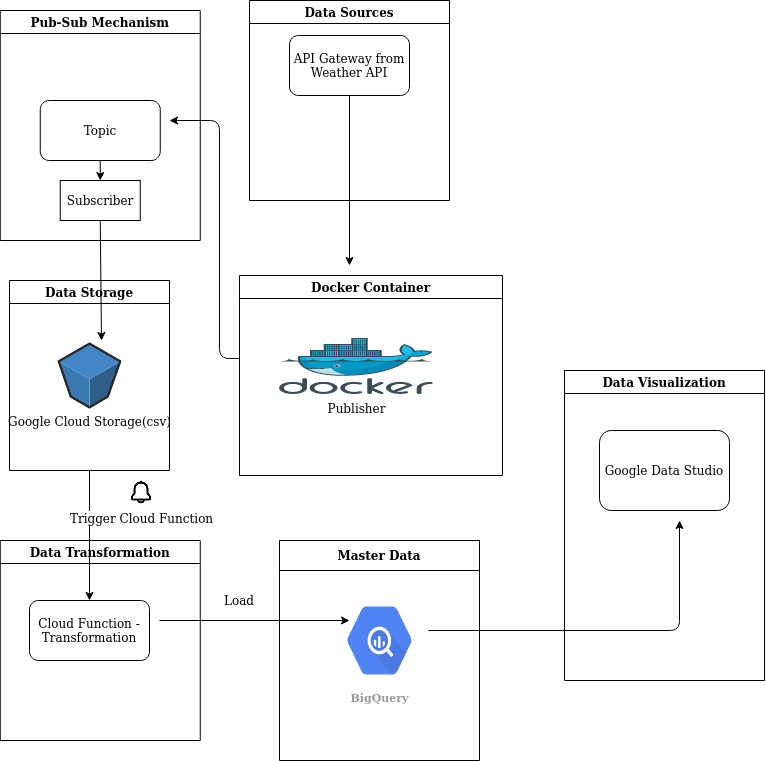 Pub-Sub Mechanism
Topic
Subscriber
Data Sources
API Gateway from
Weather API
Data Storage
Google Cloud Storage(csv)
Docker Container
docker
Publisher
Trigger Cloud Function
Data Transformation
Cloud Function -
Transformation
Load
Master Data
BigQuery
Data Visualization
Google Data Studio